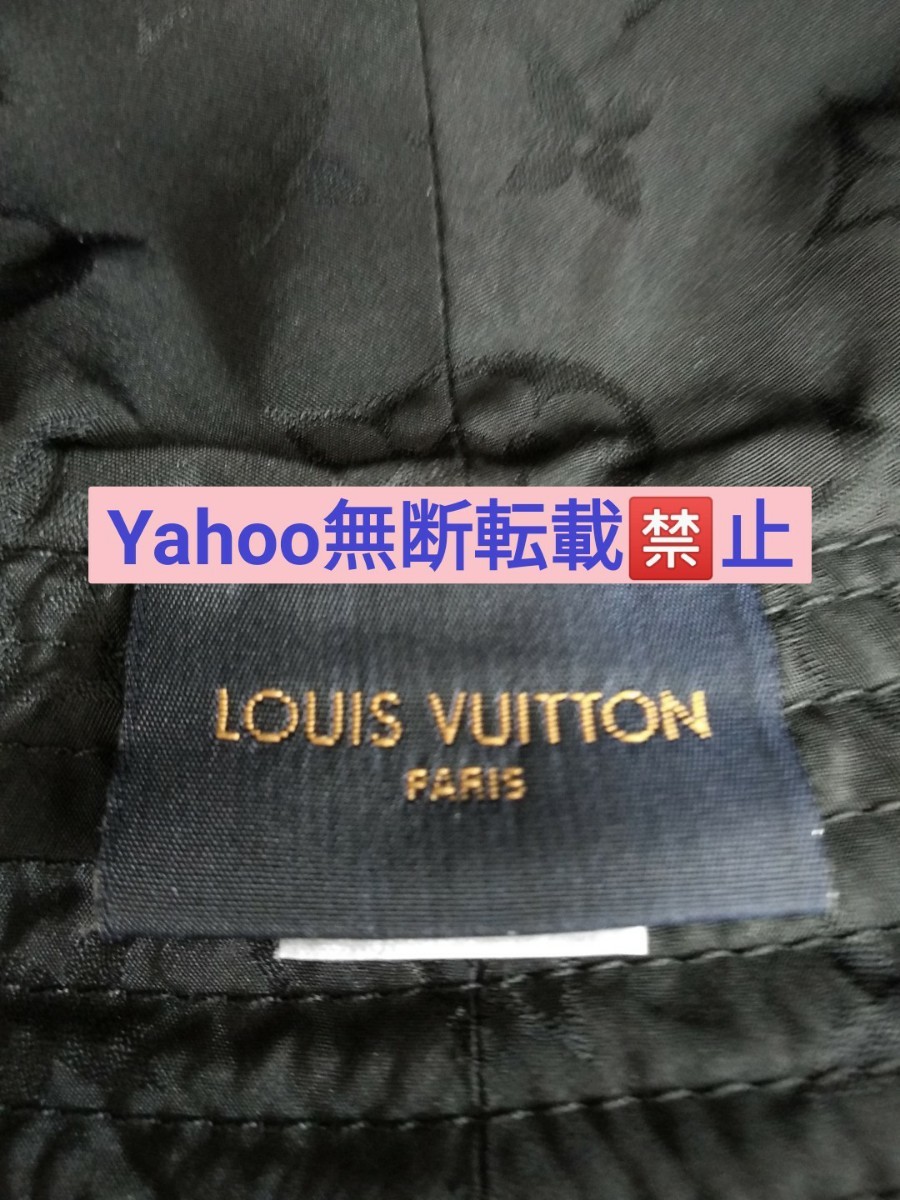 Yahoo無断転載🈲止
LOUIS VUITTON
PARIS